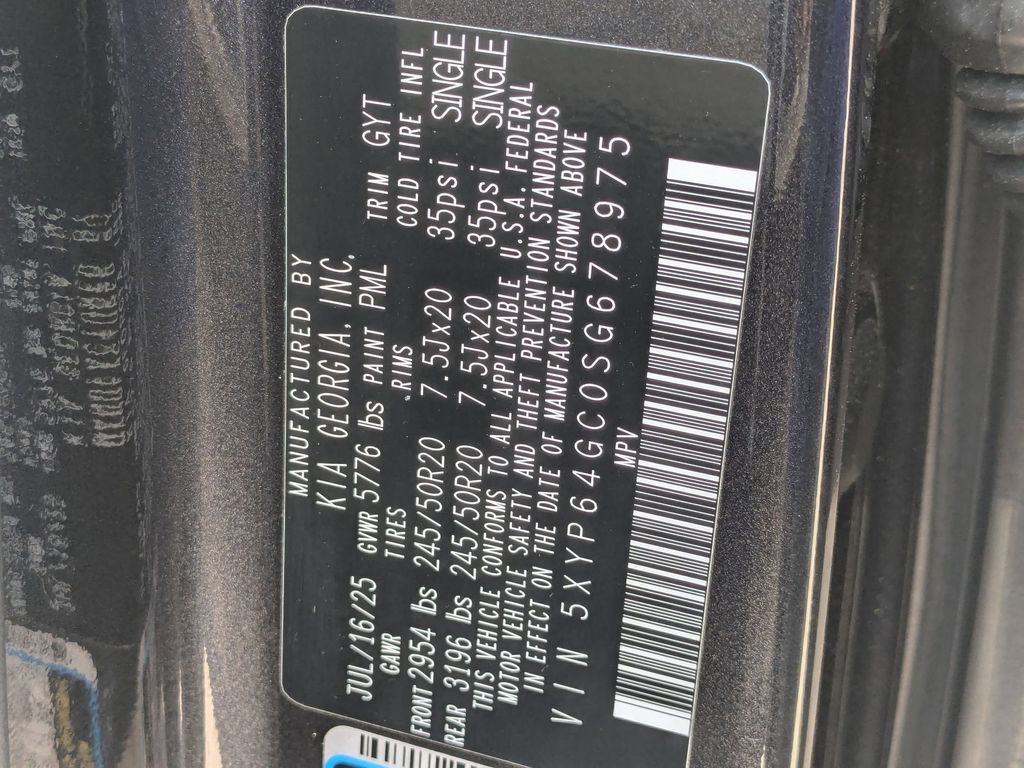 MANUFACTURED BY
KIA GEORGIA, INC.
JUL/16/25 GVWR 5776 lbs PAINT PML TRIM GYT
GAWR TIRES RIMS COLD TIRE INFL
FRONT 2954 lbs 245/50R20 7.5Jx20 35psi SINGLE
REAR 3196 lbs 245/50R20 7.5Jx20 35psi SINGLE
THIS VEHICLE CONFORMS TO ALL APPLICABLE U.S.A. FEDERAL
MOTOR VEHICLE SAFETY AND THEFT PREVENTION STANDARDS
IN EFFECT ON THE DATE OF MANUFACTURE SHOWN ABOVE
VIN 5XYP64GC0SG678975
MPV